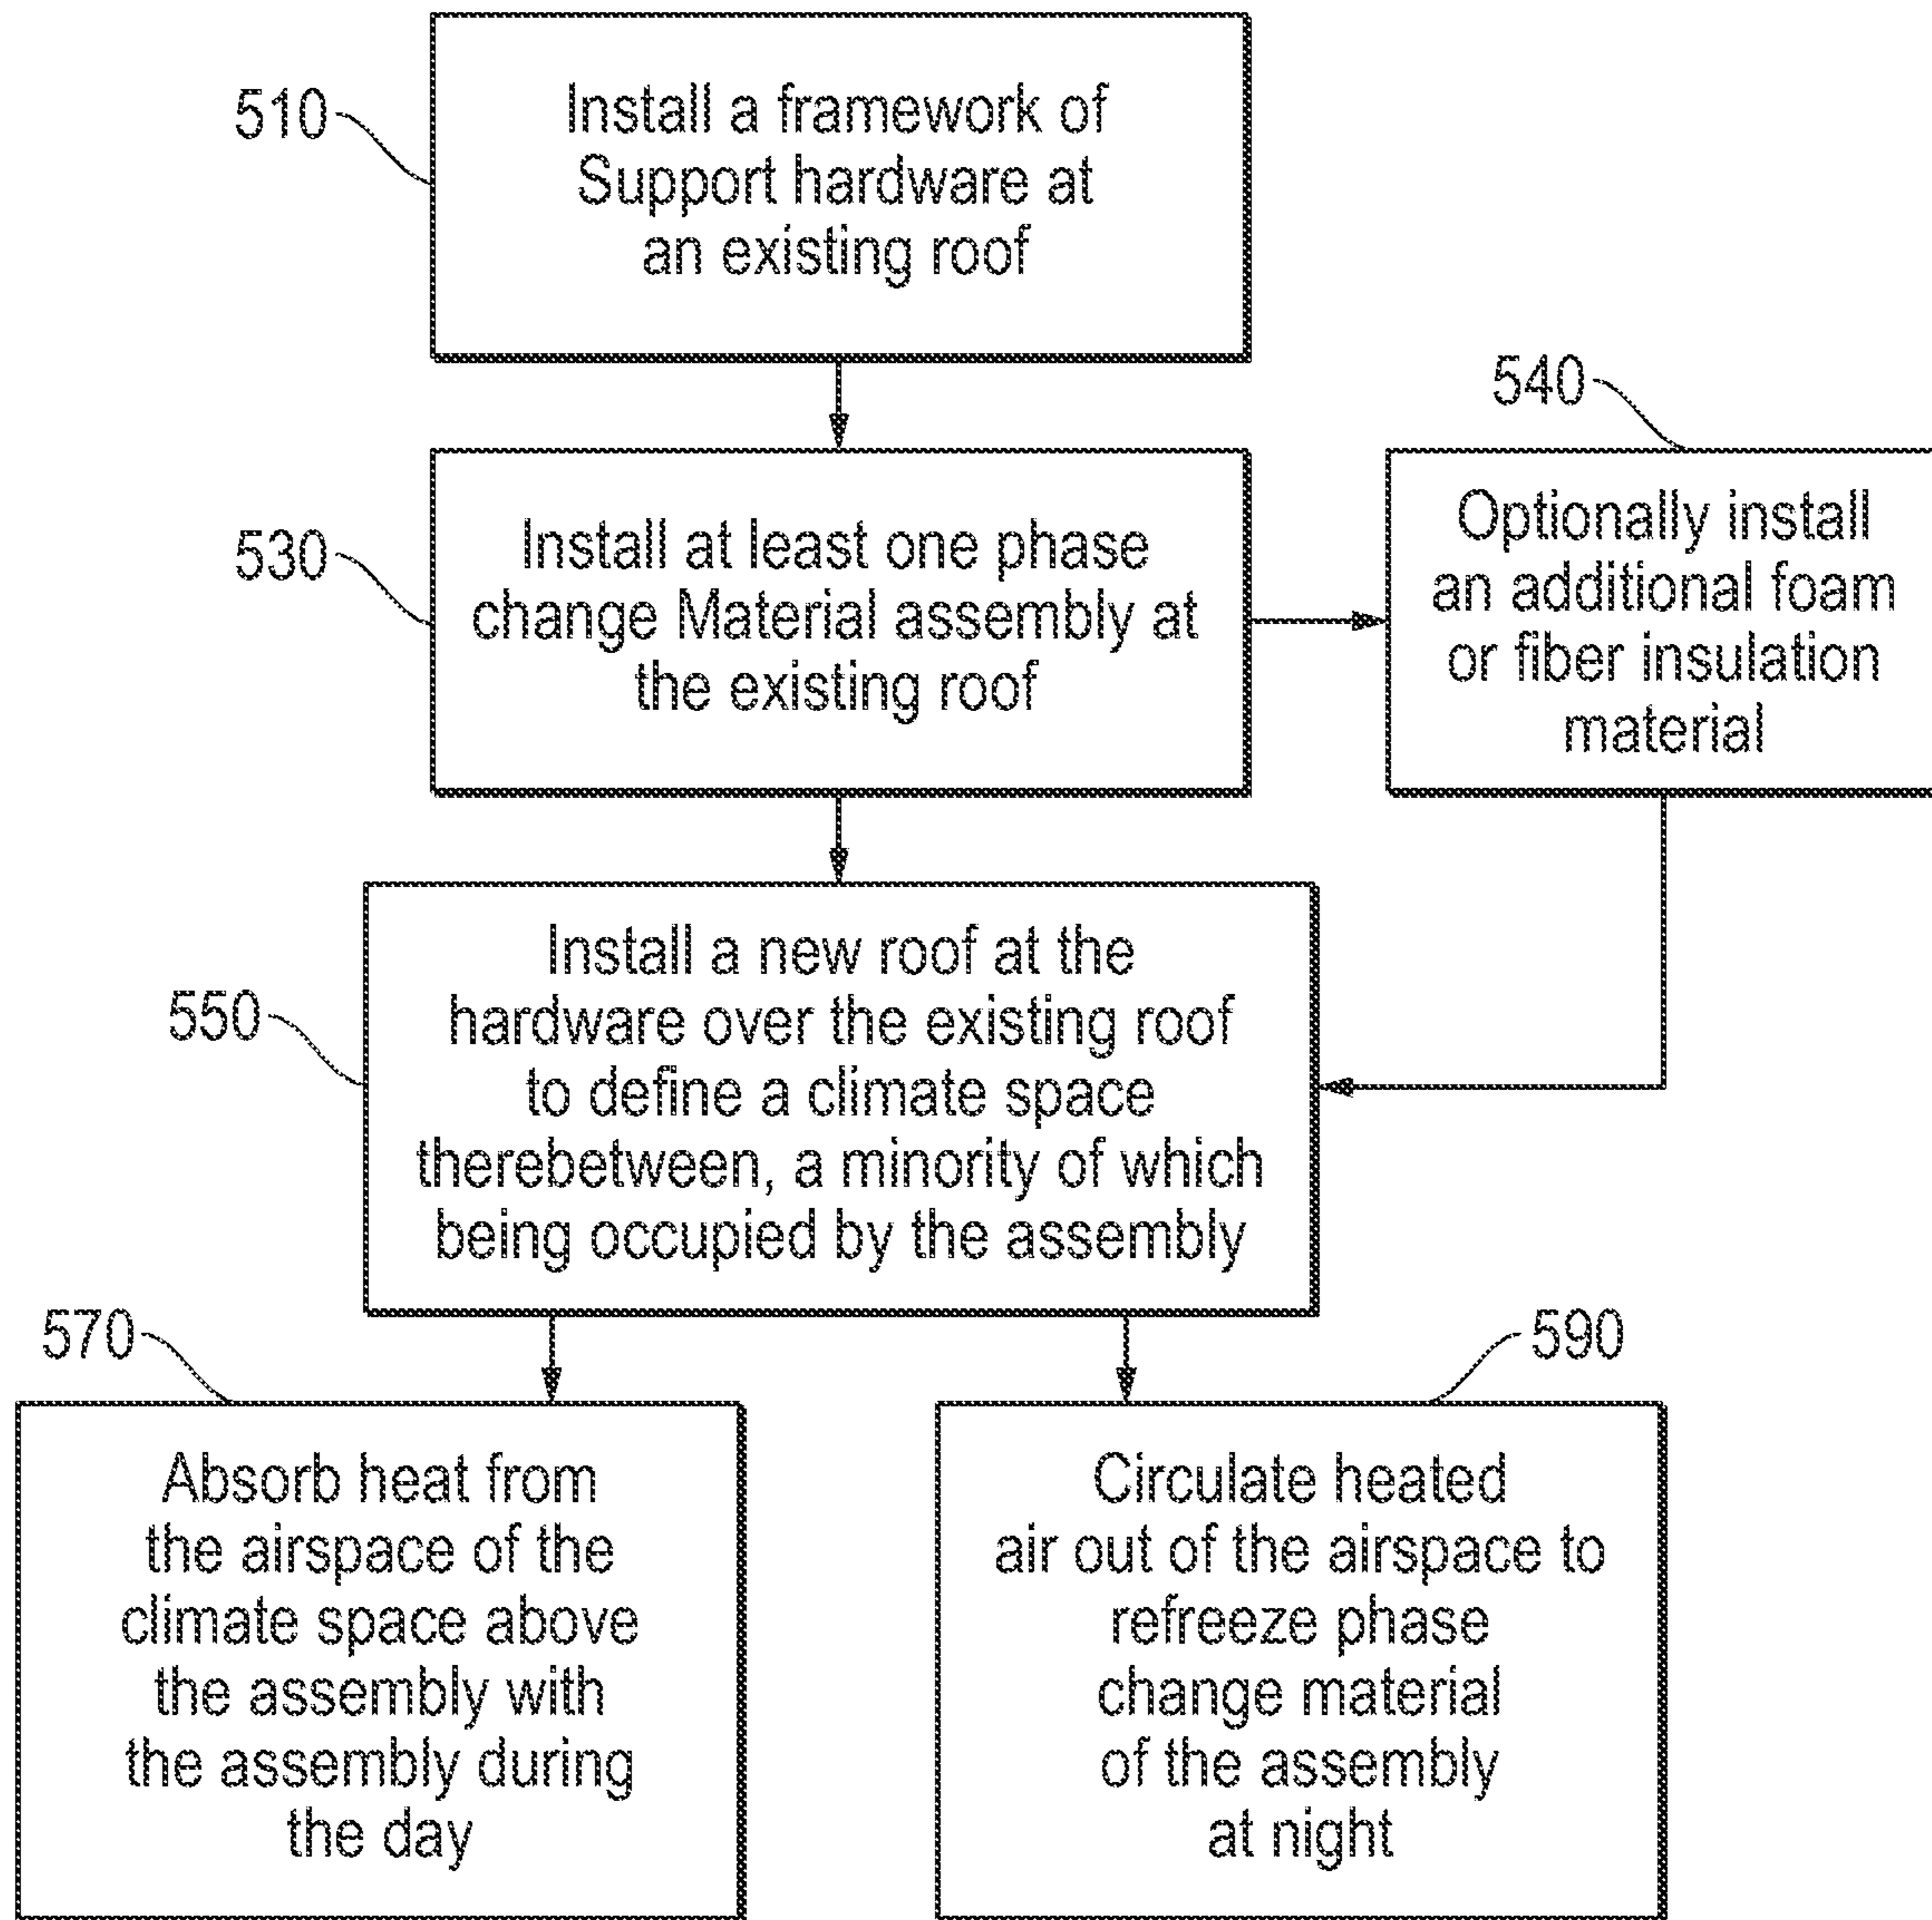 510
Install a framework of
Support hardware at
an existing roof
540
530
Install at least one phase
change Material assembly at
the existing roof
Optionally install
an additional foam
or fiber insulation
material
550
Install a new roof at the
hardware over the existing roof
to define a climate space
therebetween, a minority of which
being occupied by the assembly
570
590
Absorb heat from
the airspace of the
climate space above
the assembly with
the assembly during
the day
Circulate heated
air out of the airspace to
refreeze phase
change material
of the assembly
at night